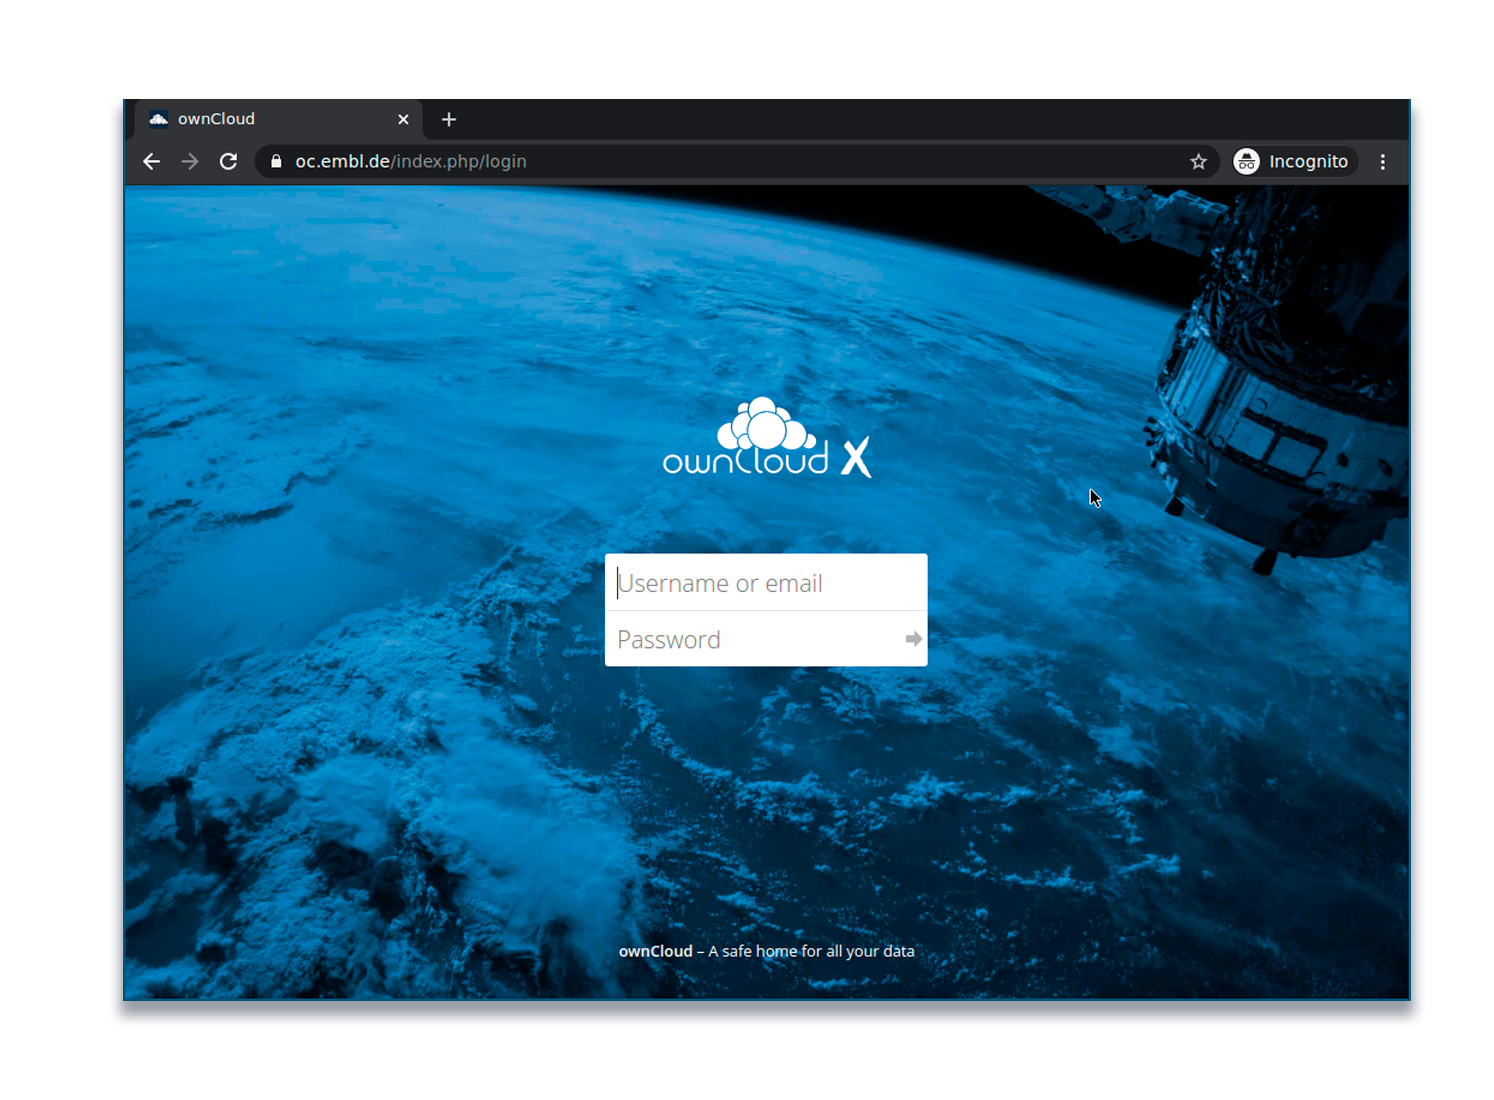 ownCloud
oc.embl.de/index.php/login
Incognito
ownCloud X
Username or email
Password
ownCloud – A safe home for all your data